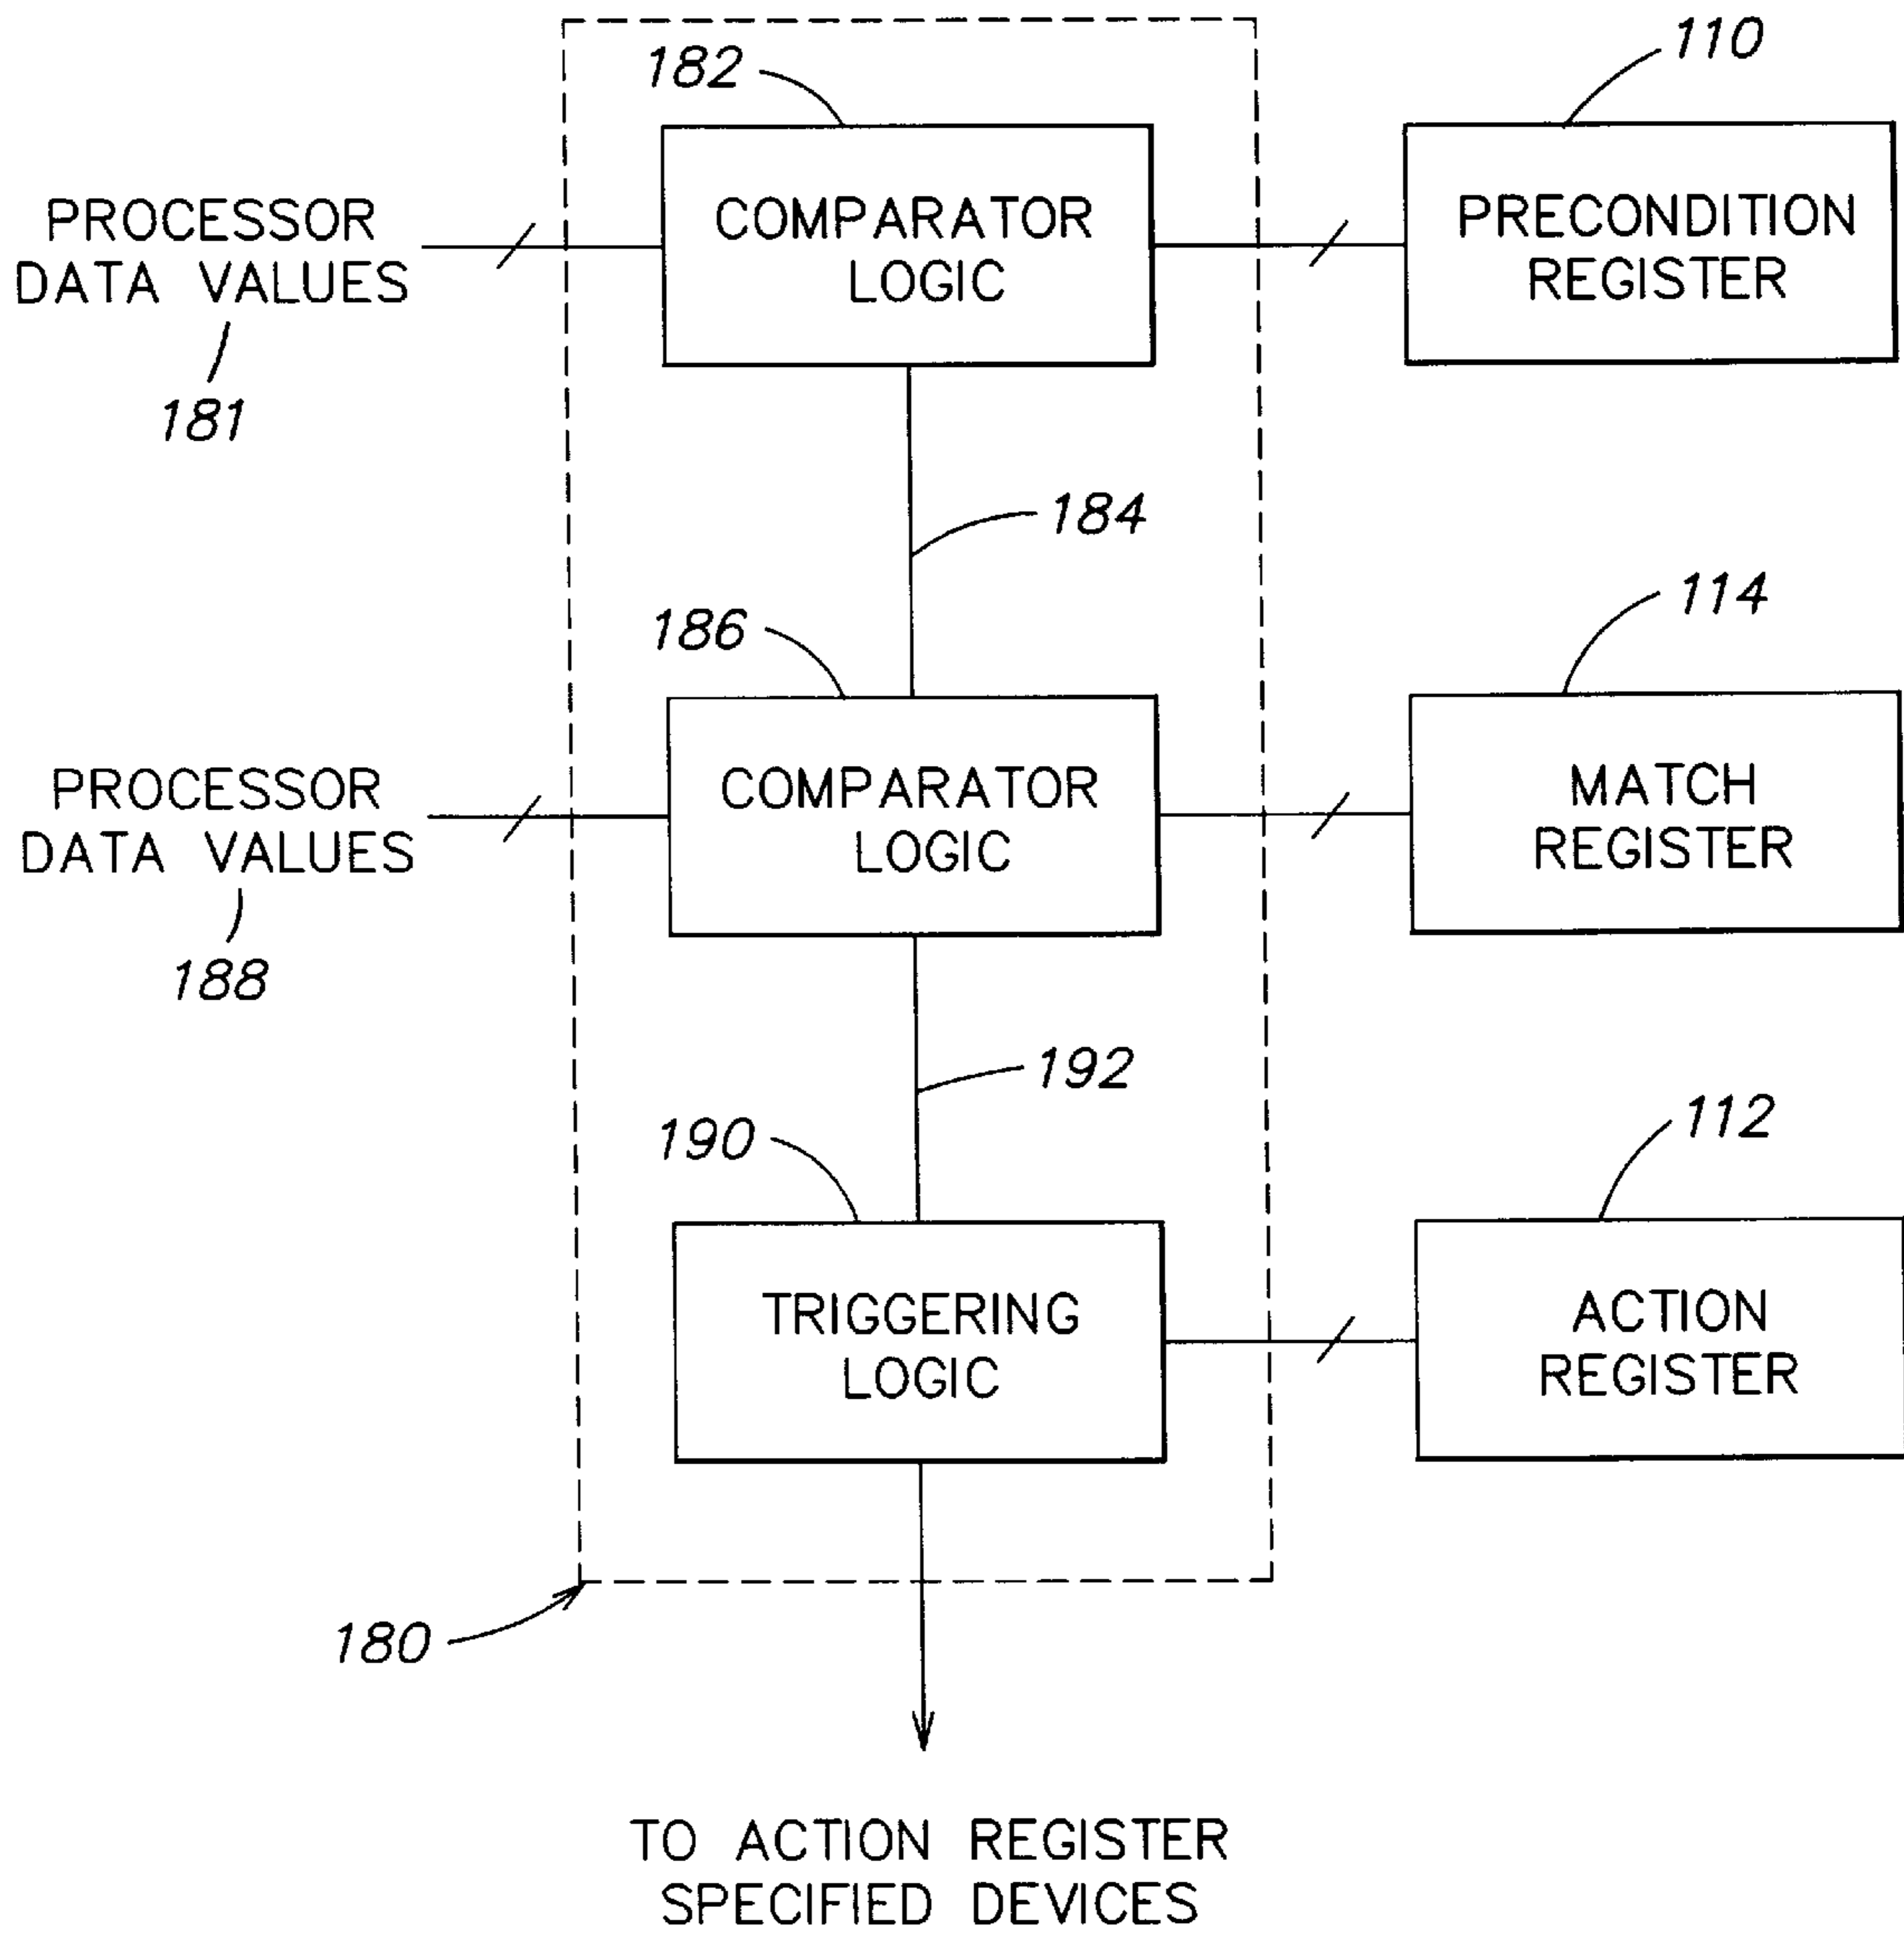 182
110
PROCESSOR
DATA VALUES
181
COMPARATOR
LOGIC
PRECONDITION
REGISTER
184
186
114
PROCESSOR
DATA VALUES
188
COMPARATOR
LOGIC
MATCH
REGISTER
192
190
112
TRIGGERING
LOGIC
ACTION
REGISTER
180
TO ACTION REGISTER
SPECIFIED DEVICES